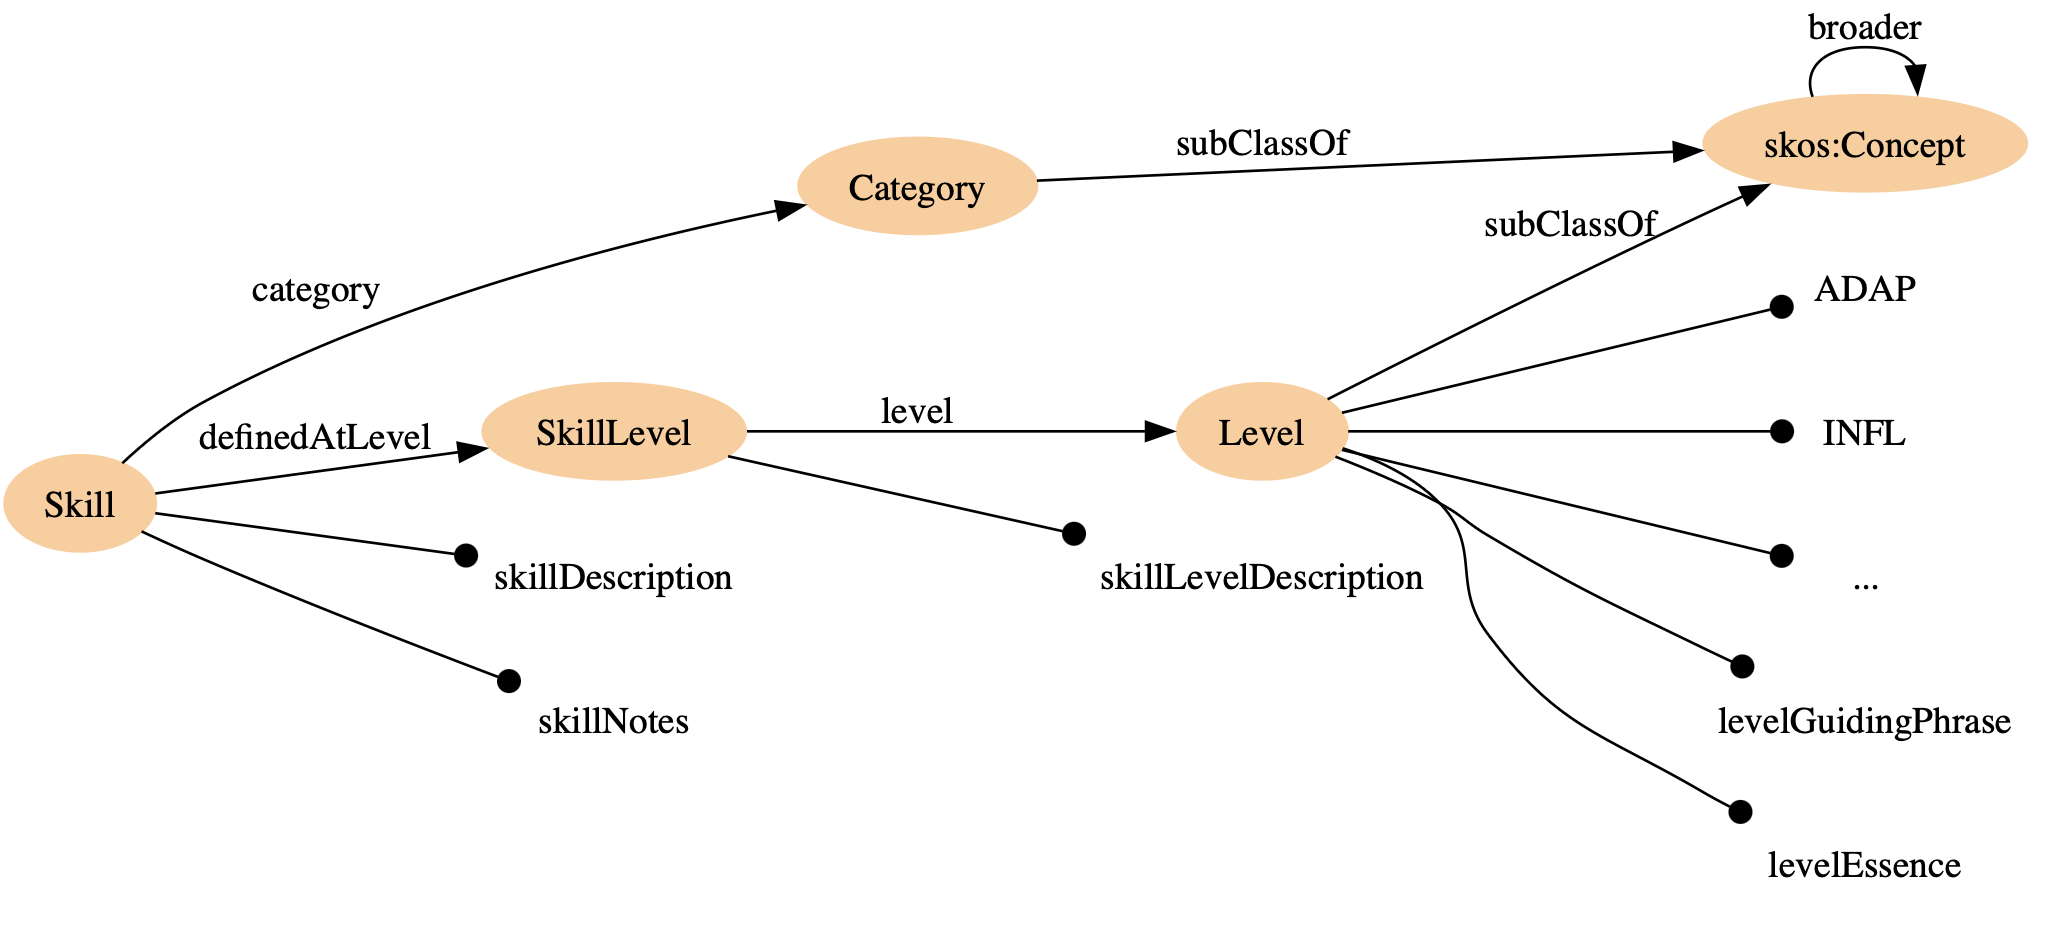 broader
skos:Concept
subClassOf
Category
subClassOf
category
ADAP
level
definedAtLevel
SkillLevel
Level
INFL
Skill
skillDescription
skillLevelDescription
...
skillNotes
levelGuidingPhrase
levelEssence